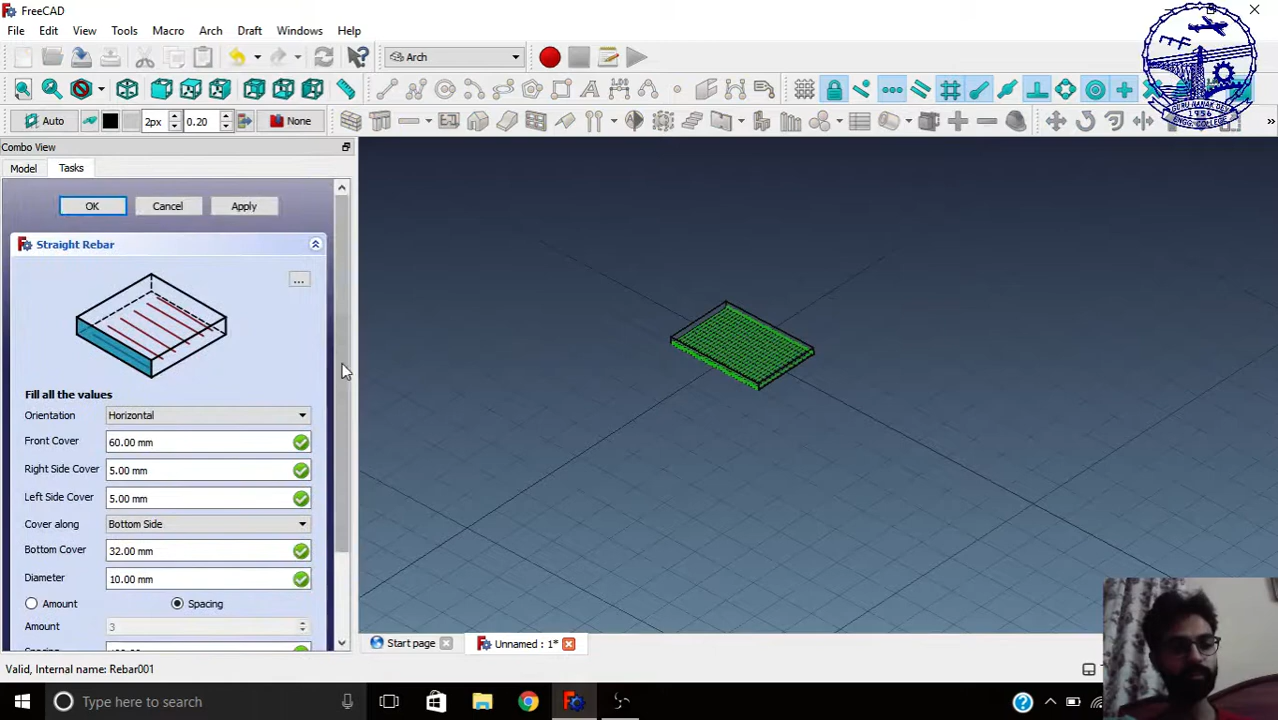 FreeCAD
File Edit View Tools Macro Arch Draft Windows Help
Arch
Auto 2px 0.20 None »
Combo View
Model Tasks
OK Cancel Apply
Straight Rebar
...
Fill all the values
Orientation Horizontal
Front Cover 60.00 mm
Right Side Cover 5.00 mm
Left Side Cover 5.00 mm
Cover along Bottom Side
Bottom Cover 32.00 mm
Diameter 10.00 mm
Amount Spacing
Amount 3
Start page Unnamed : 1*
Valid, Internal name: Rebar001
Type here to search